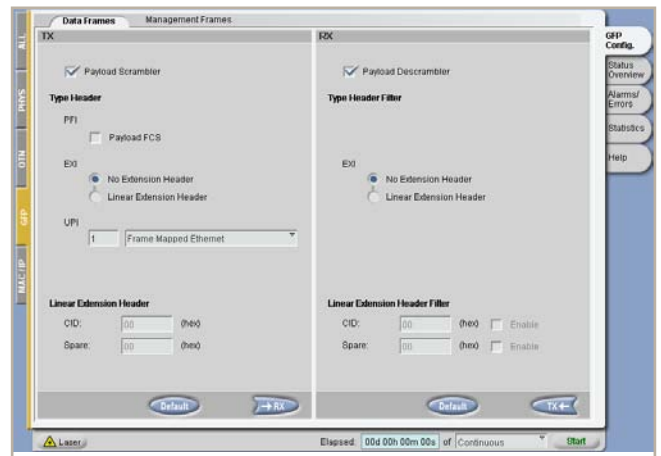 Data Frames Management Frames
TX RX
ALL
PHYS
OTN
GFP
MAC / IP
GFP Config.
Status Overview
Alarms/ Errors
Statistics
Help
Payload Scrambler
Type Header
PFI
Payload FCS
EXI
No Extension Header
Linear Extension Header
UPI
1 Frame Mapped Ethernet
Linear Extension Header
CID: 00 (hex)
Spare: 00 (hex)
Default → RX
Payload Descrambler
Type Header Filter
EXI
No Extension Header
Linear Extension Header
Linear Extension Header Filter
CID: 00 (hex) Enable
Spare: 00 (hex) Enable
Default TX ←
Laser Elapsed 00d 00h 00m 00s of Continuous Start